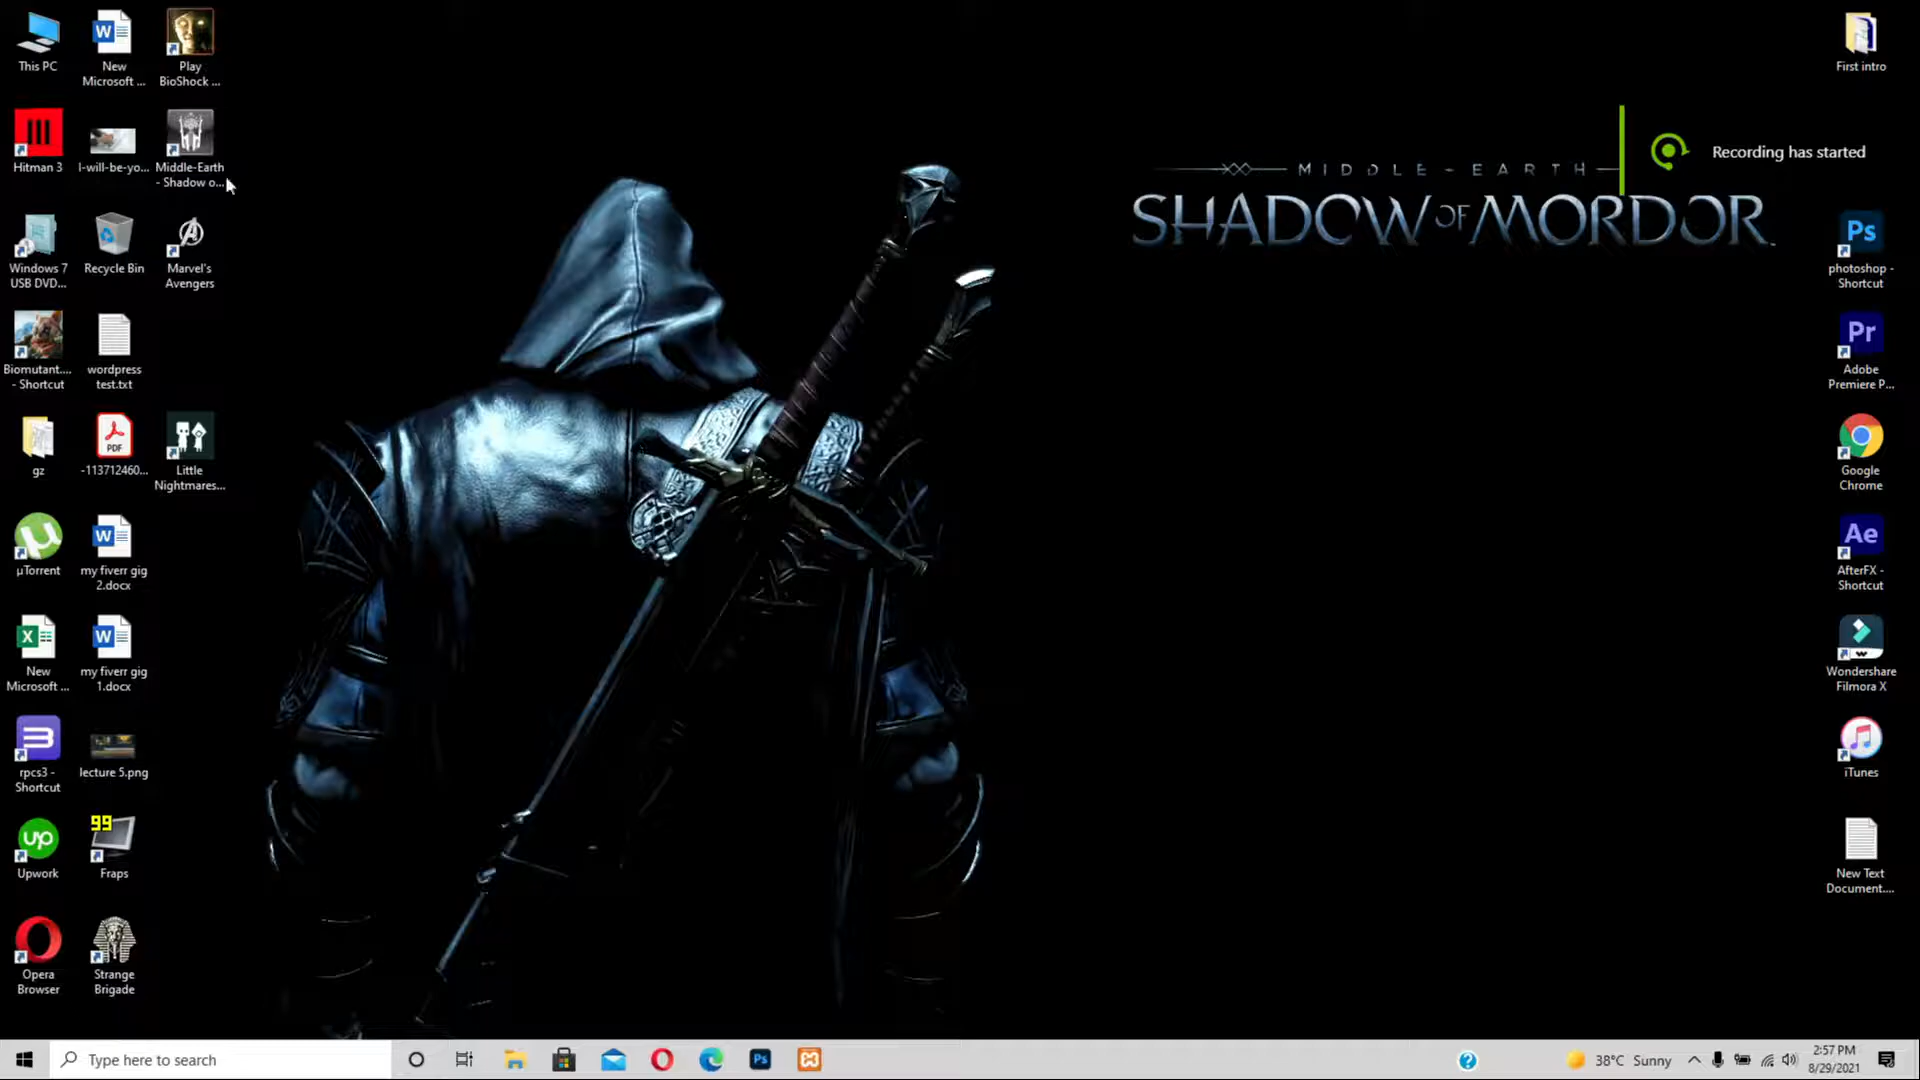 This PC
New
Microsoft ...
Play
BioShock ...
First intro
Hitman 3
I-will-be-yo...
Middle-Earth
- Shadow o...
MIDDLE-EARTH
SHADOW OF MORDOR
Recording has started
Windows 7
USB DVD...
Recycle Bin
Marvel's
Avengers
Ps
photoshop -
Shortcut
Biomutant....
- Shortcut
wordpress
test.txt
Pr
Adobe
Premiere P...
gz
PDF
-113712460...
Little
Nightmares...
Google
Chrome
µTorrent
my fiverr gig
2.docx
Ae
AfterFX -
Shortcut
New
Microsoft ...
my fiverr gig
1.docx
Wondershare
Filmora X
rpcs3 -
Shortcut
lecture 5.png
iTunes
up
Upwork
99
Fraps
New Text
Document....
Opera
Browser
Strange
Brigade
Type here to search
Ps
38°C Sunny
2:57 PM
8/29/2021